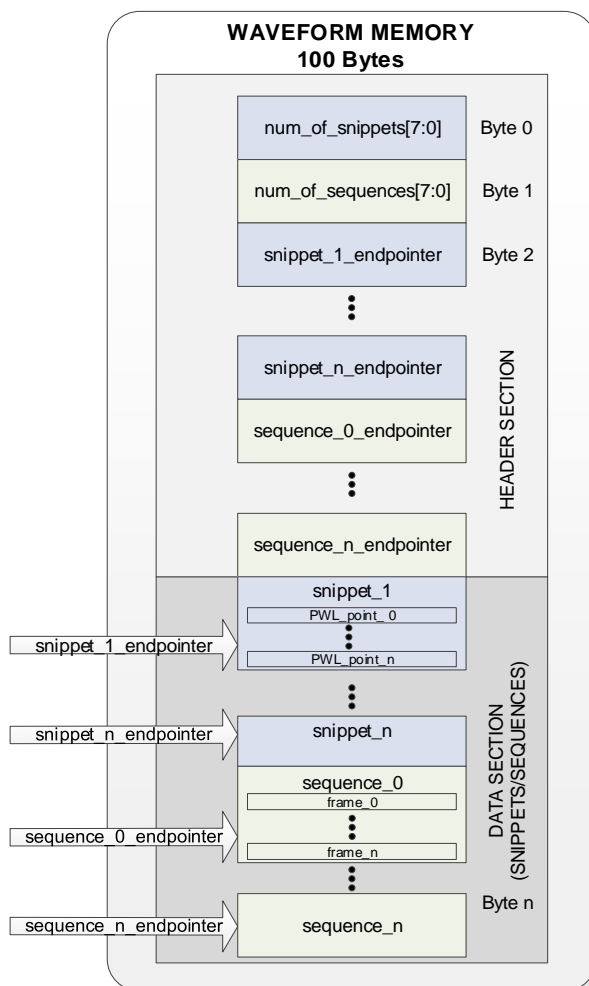 WAVEFORM MEMORY
100 Bytes
num_of_snippets[7:0]
Byte 0
num_of_sequences[7:0]
Byte 1
snippet_1_endpointer
Byte 2
snippet_n_endpointer
sequence_0_endpointer
sequence_n_endpointer
HEADER SECTION
snippet_1
PWL_point_ 0
PWL_point_n
snippet_1_endpointer
snippet_n_endpointer
snippet_n
sequence_0
frame_0
frame_n
sequence_0_endpointer
DATA SECTION
(SNIPPETS/SEQUENCES)
Byte n
sequence_n_endpointer
sequence_n